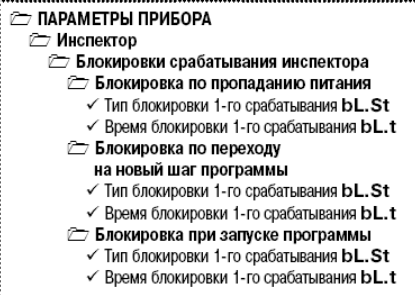 ПАРАМЕТРЫ ПРИБОРА
Инспектор
Блокировки срабатывания инспектора
Блокировка по пропаданию питания
✓ Тип блокировки 1-го срабатывания bL.St
✓ Время блокировки 1-го срабатывания bL.t
Блокировка по переходу
на новый шаг программы
✓ Тип блокировки 1-го срабатывания bL.St
✓ Время блокировки 1-го срабатывания bL.t
Блокировка при запуске программы
✓ Тип блокировки 1-го срабатывания bL.St
✓ Время блокировки 1-го срабатывания bL.t